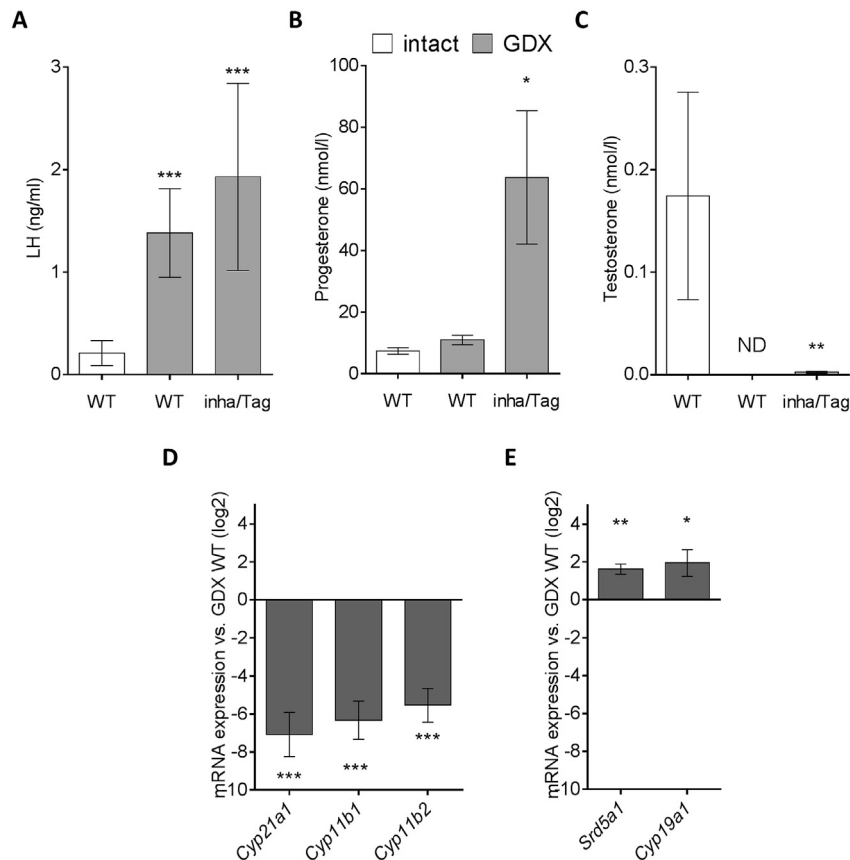 A
B
C
intact GDX
LH (ng/ml)
3
2
1
0
***
***
WT WT inha/Tag
Progesterone (nmol/l)
100
80
60
40
20
0
*
WT WT inha/Tag
Testosterone (nmol/l)
0.3
0.2
0.1
0.0
ND
**
WT WT inha/Tag
D
E
mRNA expression vs. GDX WT (log2)
4
2
0
-2
-4
-6
-8
10
***
***
***
Cyp21a1
Cyp11b1
Cyp11b2
mRNA expression vs. GDX WT (log2)
4
2
0
-2
-4
-6
-8
10
**
*
Srd5a1
Cyp19a1